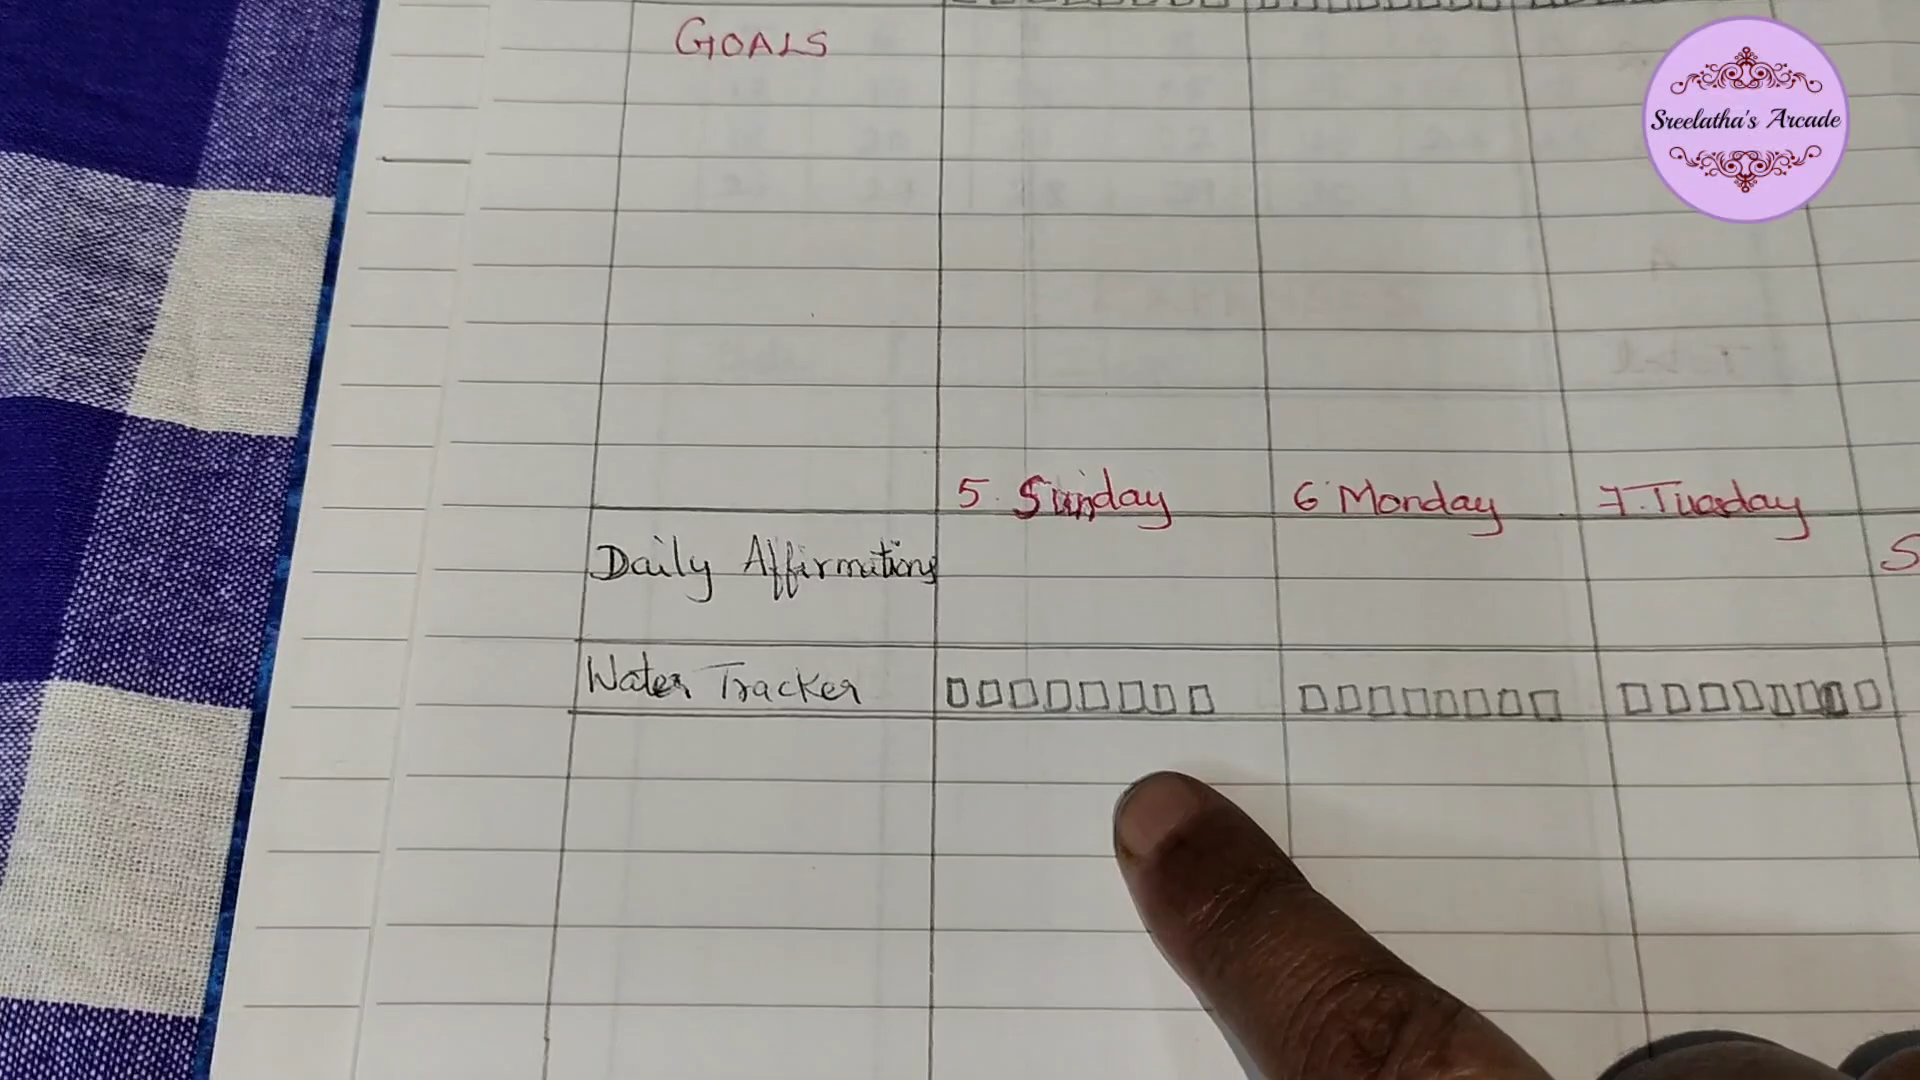 GOALS
Sreelatha's Arcade
5. Sunday 6 Monday 7. Tuesday
S
Daily Affirmations
Water Tracker